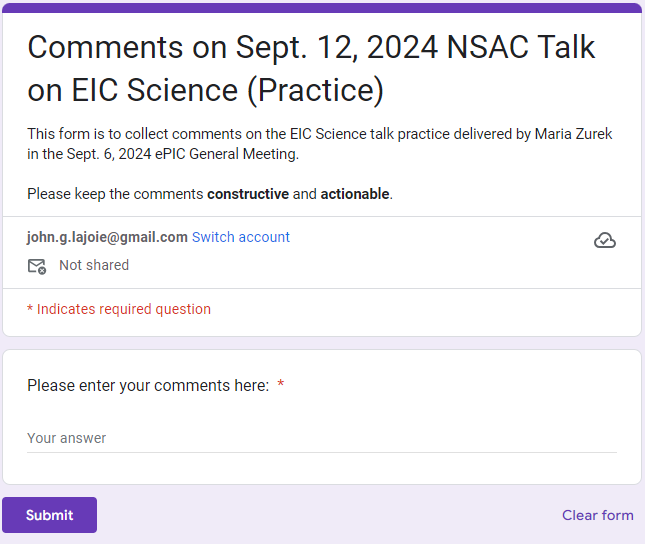 Comments on Sept. 12, 2024 NSAC Talk
on EIC Science (Practice)
This form is to collect comments on the EIC Science talk practice delivered by Maria Zurek
in the Sept. 6, 2024 ePIC General Meeting.
Please keep the comments constructive and actionable.
john.g.lajoie@gmail.com Switch account
Not shared
* Indicates required question
Please enter your comments here: *
Your answer
Submit
Clear form